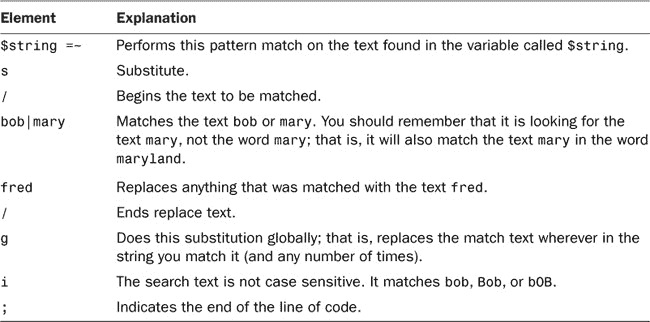 Element Explanation
$string =~ Performs this pattern match on the text found in the variable called $string.
s Substitute.
/ Begins the text to be matched.
bob|mary Matches the text bob or mary. You should remember that it is looking for the
text mary, not the word mary; that is, it will also match the text mary in the word
maryland.
fred Replaces anything that was matched with the text fred.
/ Ends replace text.
g Does this substitution globally; that is, replaces the match text wherever in the
string you match it (and any number of times).
i The search text is not case sensitive. It matches bob, Bob, or bOB.
; Indicates the end of the line of code.